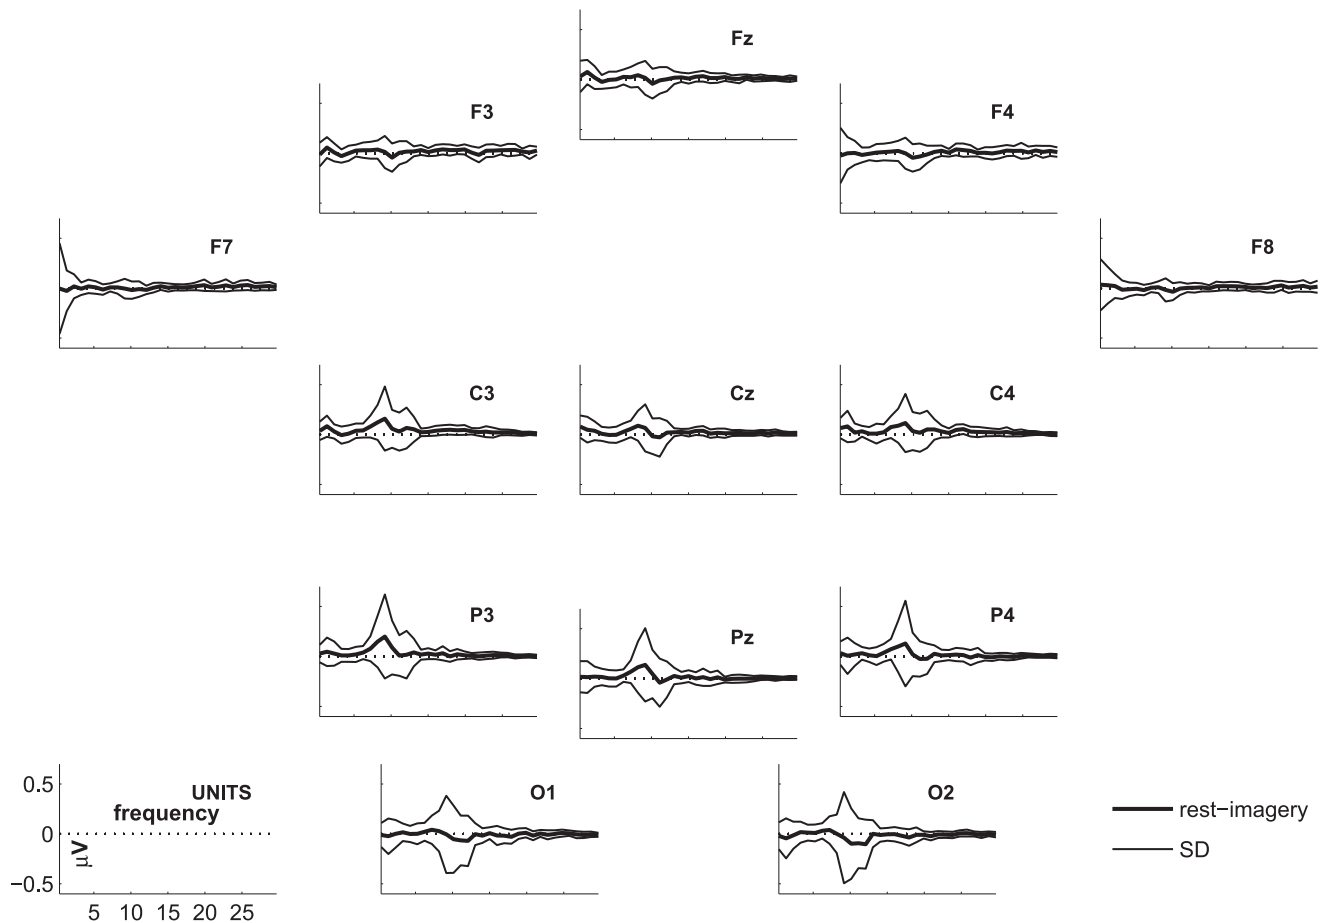 Fz
F3
F4
F7
F8
C3
Cz
C4
P3
Pz
P4
UNITS
frequency
0.5
0
−0.5
μV
5 10 15 20 25
O1
O2
rest−imagery
SD